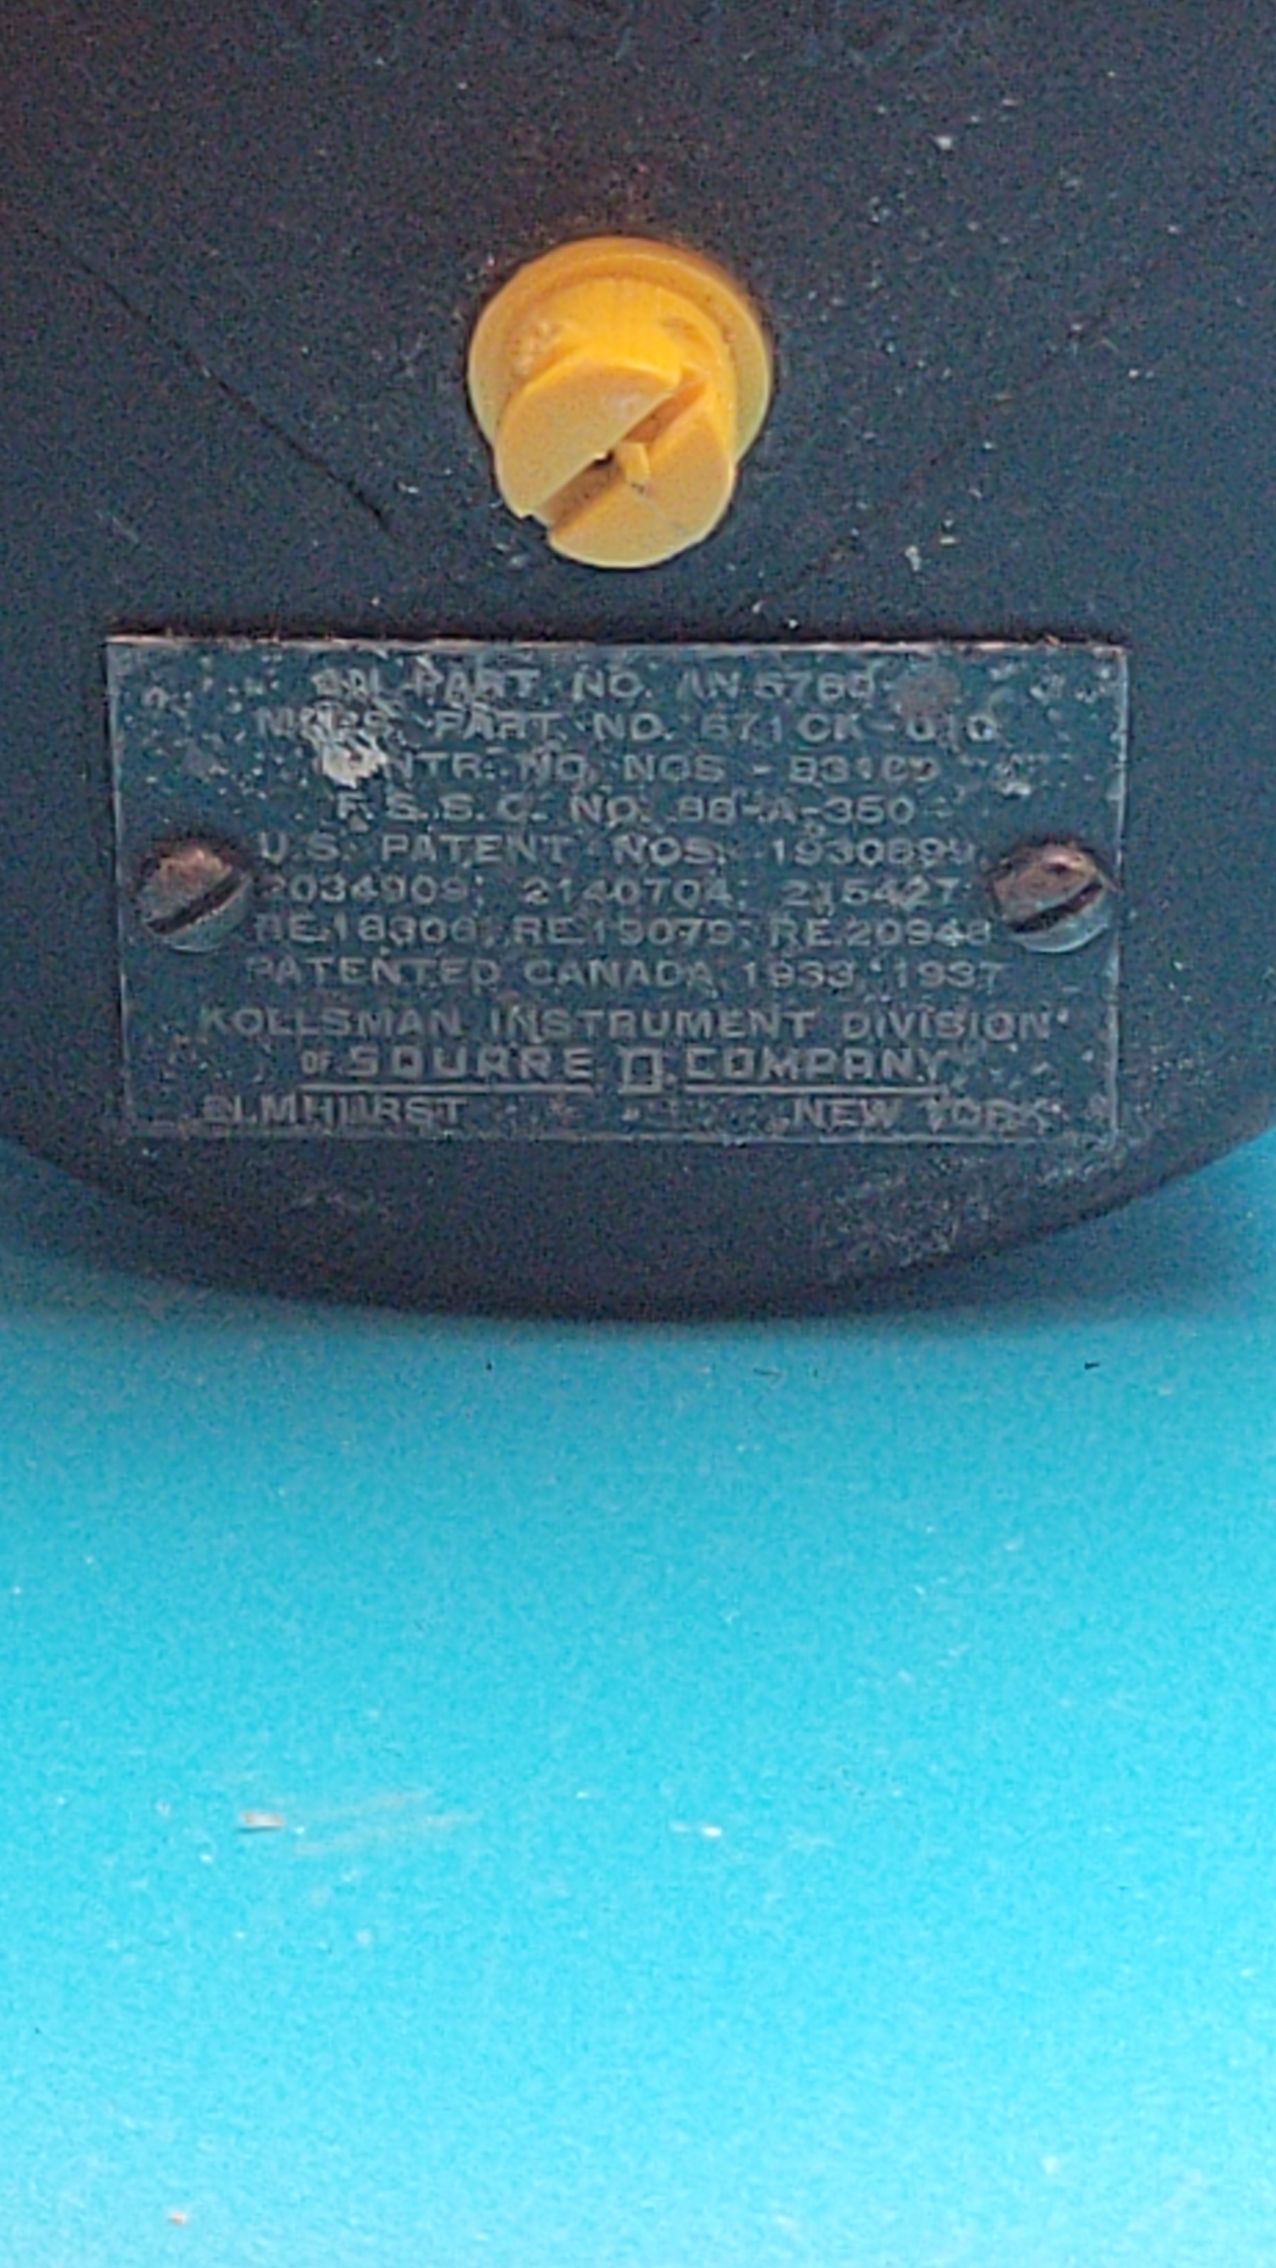 PART NO. AN 5760-
PART NO. 671CK-010
NO. NOS - 93189
F.S.S.C. NO. 88-A-350
U.S. PATENT NOS. 1930899,
2034909; 2140704; 215427
RE.18306; RE.19079; RE.20948
PATENTED CANADA 1933, 1937
KOLLSMAN INSTRUMENT DIVISION
OF SQUARE D COMPANY
ELMHURST NEW YORK